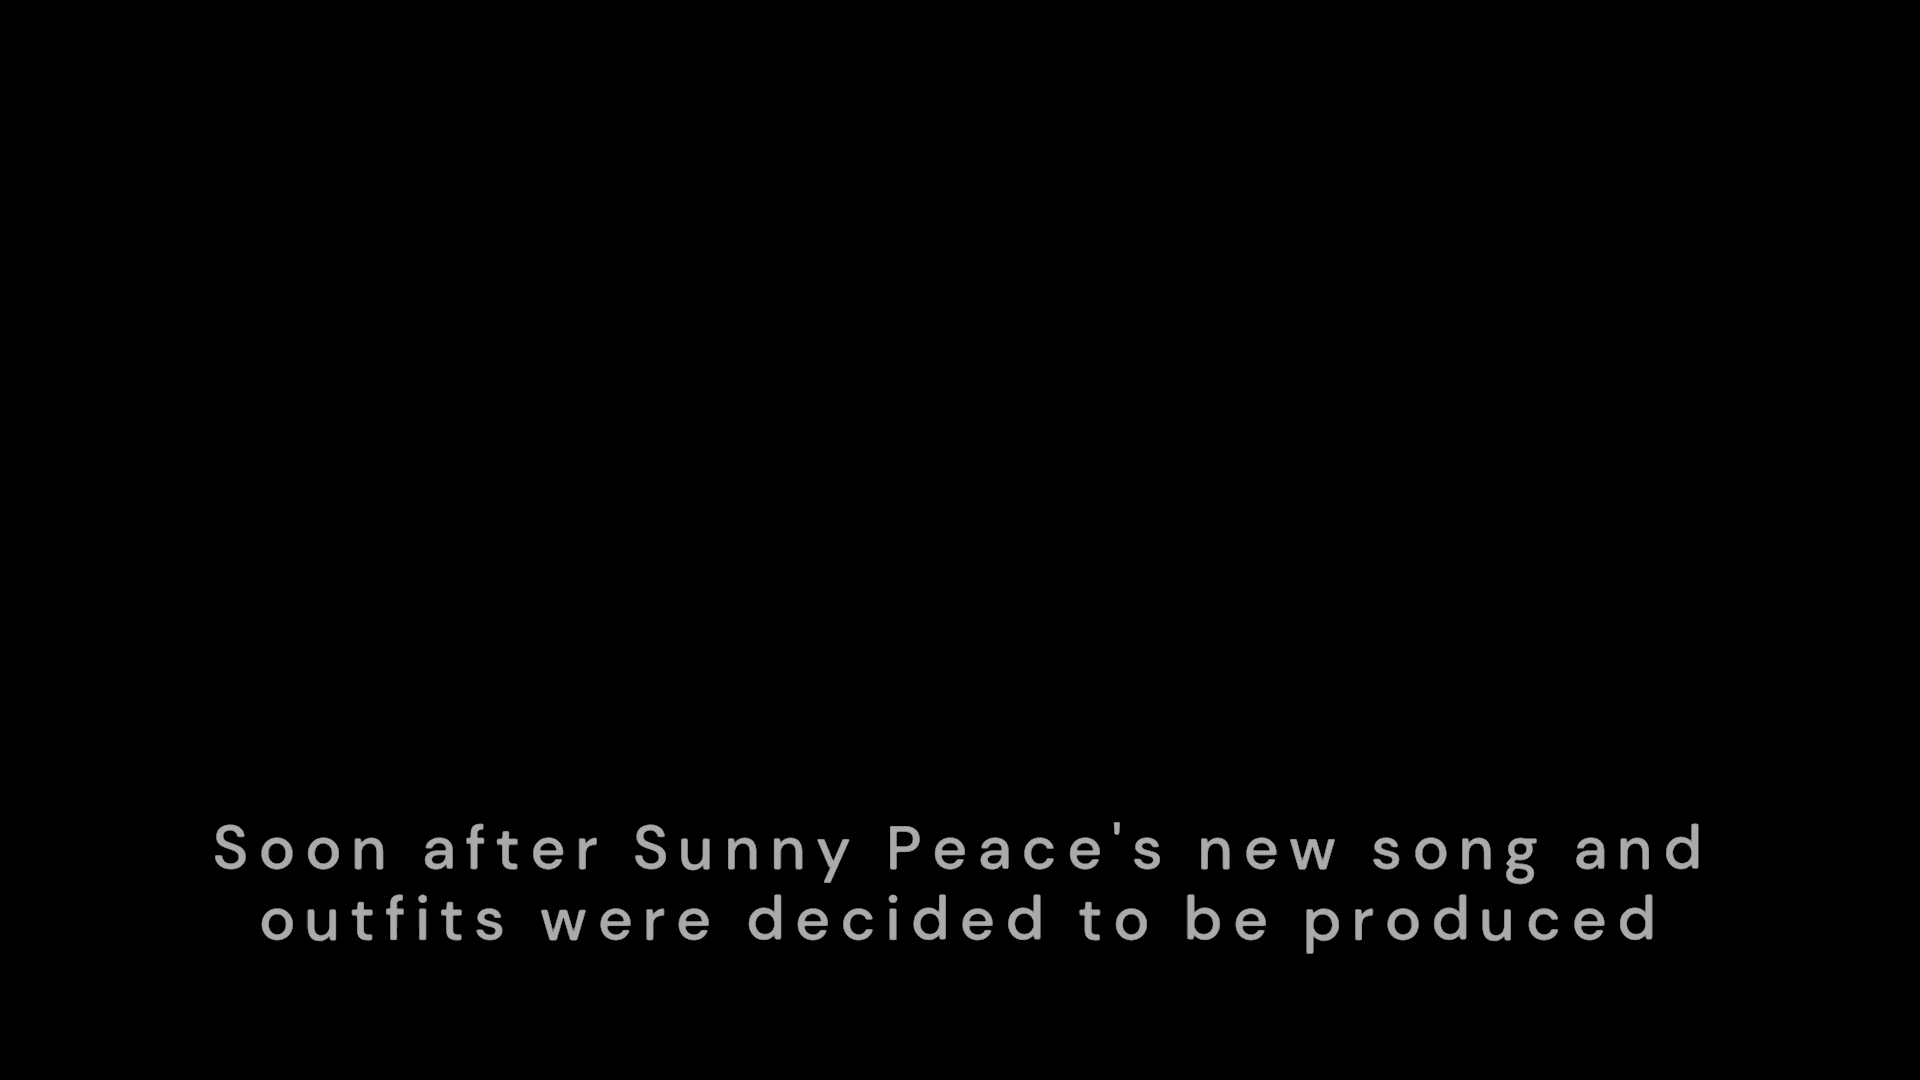 Soon after Sunny Peace's new song and
outfits were decided to be produced